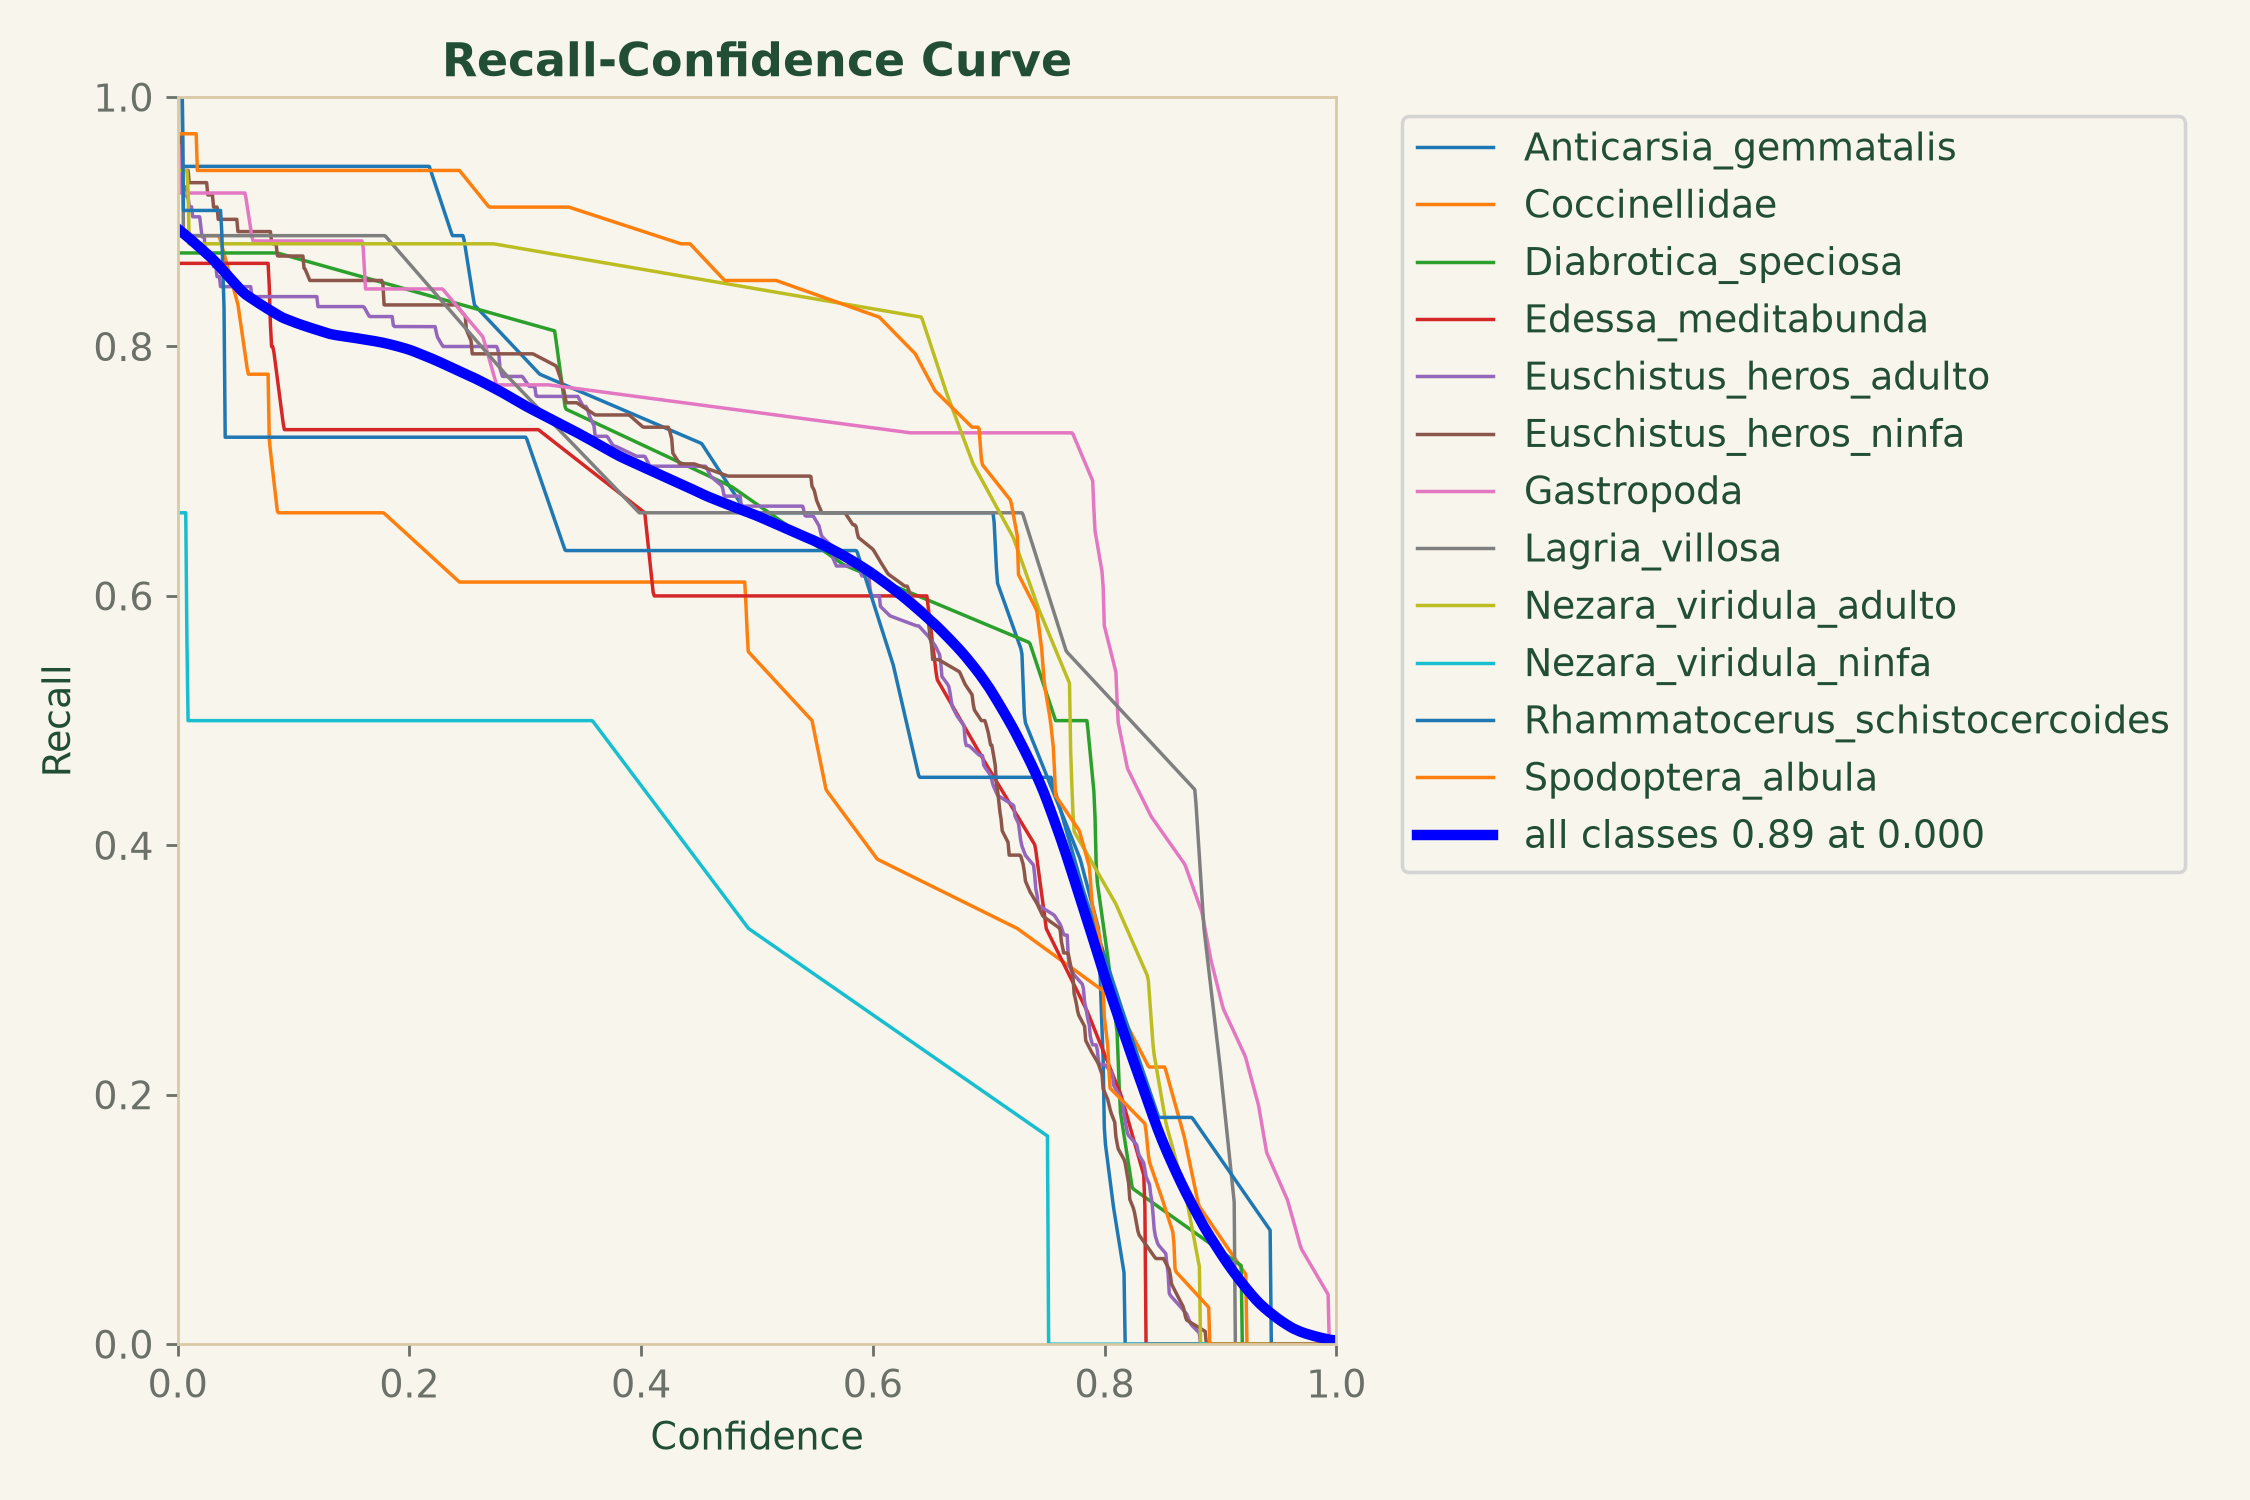 Recall-Confidence Curve
1.0
0.8
0.6
0.4
0.2
0.0
Recall
0.0 0.2 0.4 0.6 0.8 1.0
Confidence
Anticarsia_gemmatalis
Coccinellidae
Diabrotica_speciosa
Edessa_meditabunda
Euschistus_heros_adulto
Euschistus_heros_ninfa
Gastropoda
Lagria_villosa
Nezara_viridula_adulto
Nezara_viridula_ninfa
Rhammatocerus_schistocercoides
Spodoptera_albula
all classes 0.89 at 0.000